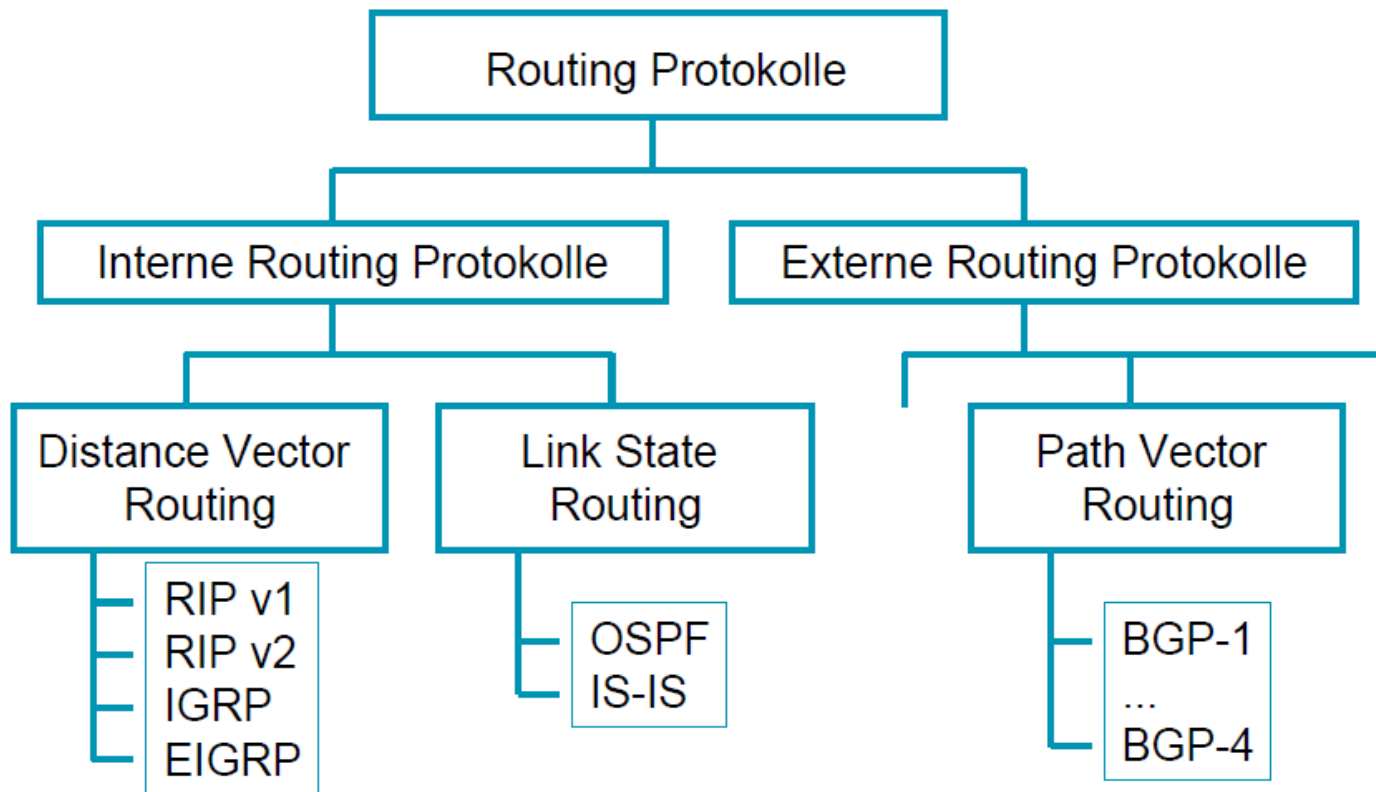 Routing Protokolle
Interne Routing Protokolle
Externe Routing Protokolle
Distance Vector
Routing
RIP v1
RIP v2
IGRP
EIGRP
Link State
Routing
OSPF
IS-IS
Path Vector
Routing
BGP-1
...
BGP-4